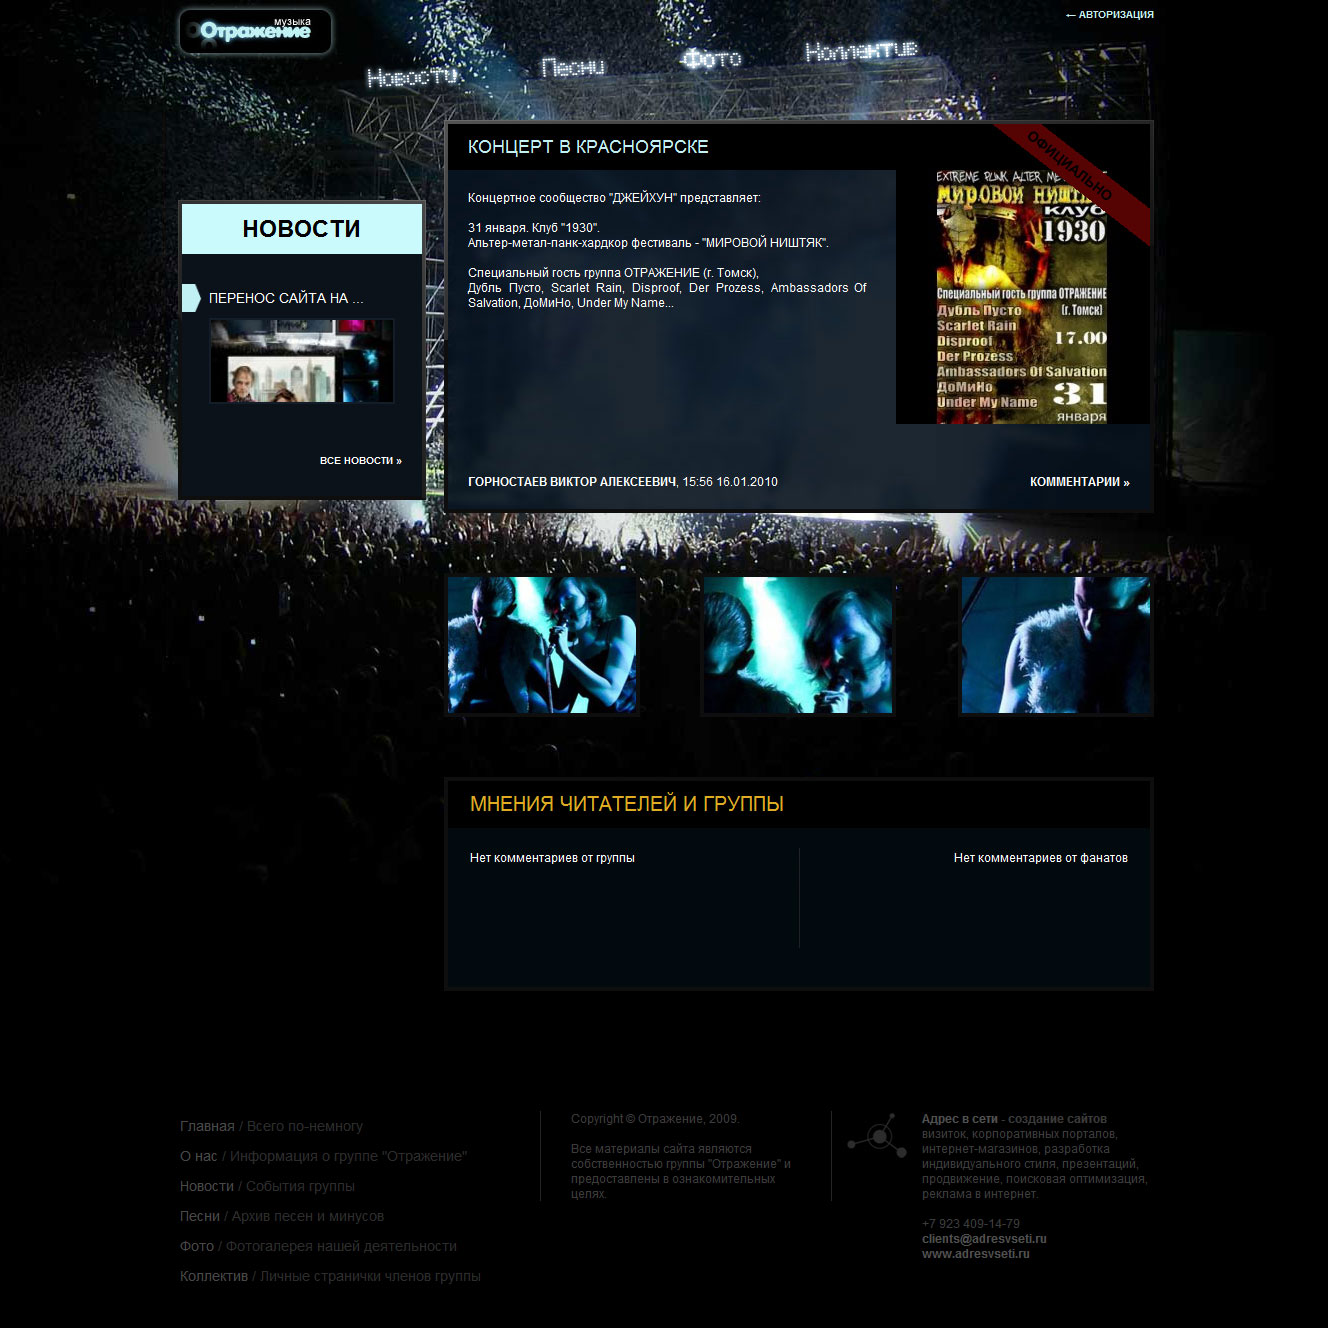 музыка
Отражение
← АВТОРИЗАЦИЯ
Новости
Песни
Фото
Коллектив
КОНЦЕРТ В КРАСНОЯРСКЕ
ОФИЦИАЛЬНО
Концертное сообщество "ДЖЕЙХУН" представляет:
31 января. Клуб "1930".
Альтер-метал-панк-хардкор фестиваль - "МИРОВОЙ НИШТЯК".
Специальный гость группа ОТРАЖЕНИЕ (г. Томск),
Дубль Пусто, Scarlet Rain, Disproof, Der Prozess, Ambassadors Of
Salvation, ДоМиНо, Under My Name...
EXTREME PUNK ALTER
МИРОВОЙ НИШТ
КЛУБ
1930
Специальный гость группа ОТРАЖЕНИЕ
Дубль Пусто
(г. Томск)
Scarlet Rain
Disproof
17.00
Der Prozess
Ambassadors Of Salvation
ДоМиНо
Under My Name
31
января
ГОРНОСТАЕВ ВИКТОР АЛЕКСЕЕВИЧ, 15:56 16.01.2010
КОММЕНТАРИИ »
НОВОСТИ
ПЕРЕНОС САЙТА НА ...
ВСЕ НОВОСТИ »
МНЕНИЯ ЧИТАТЕЛЕЙ И ГРУППЫ
Нет комментариев от группы
Нет комментариев от фанатов
Главная / Всего по-немногу
О нас / Информация о группе "Отражение"
Новости / События группы
Песни / Архив песен и минусов
Фото / Фотогалерея нашей деятельности
Коллектив / Личные странички членов группы
Copyright © Отражение, 2009.
Все материалы сайта являются
собственностью группы "Отражение" и
предоставлены в ознакомительных
целях.
Адрес в сети - создание сайтов
визиток, корпоративных порталов,
интернет-магазинов, разработка
индивидуального стиля, презентаций,
продвижение, поисковая оптимизация,
реклама в интернет.
+7 923 409-14-79
clients@adresvseti.ru
www.adresvseti.ru